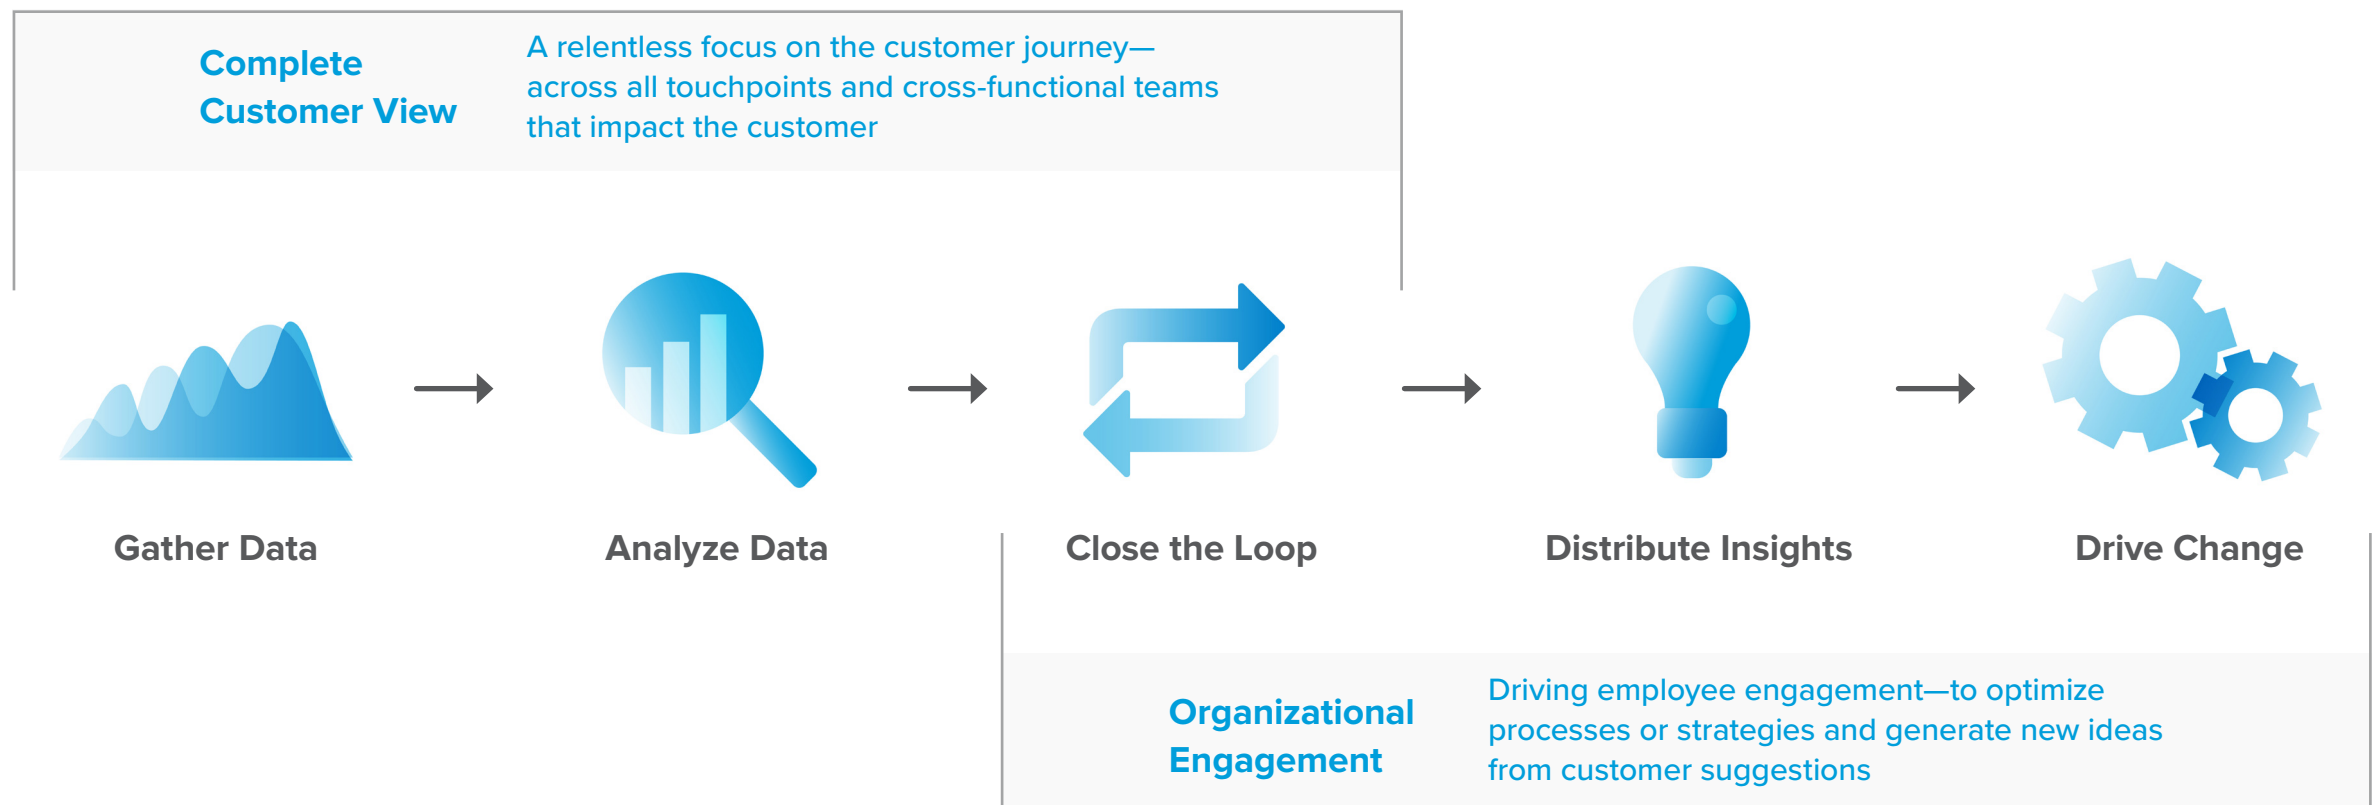 Complete
Customer View
A relentless focus on the customer journey—
across all touchpoints and cross-functional teams
that impact the customer
Gather Data
Analyze Data
Close the Loop
Distribute Insights
Drive Change
Organizational
Engagement
Driving employee engagement—to optimize
processes or strategies and generate new ideas
from customer suggestions